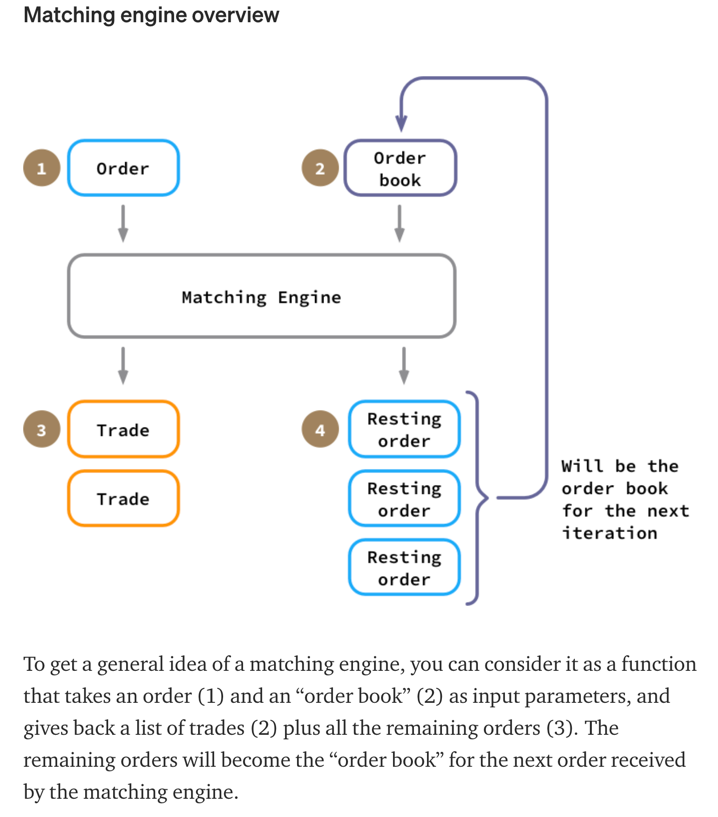 Matching engine overview
1
Order
2
Order
book
Matching Engine
3
Trade
Trade
4
Resting
order
Resting
order
Resting
order
Will be the
order book
for the next
iteration
To get a general idea of a matching engine, you can consider it as a function
that takes an order (1) and an “order book” (2) as input parameters, and
gives back a list of trades (2) plus all the remaining orders (3). The
remaining orders will become the “order book” for the next order received
by the matching engine.